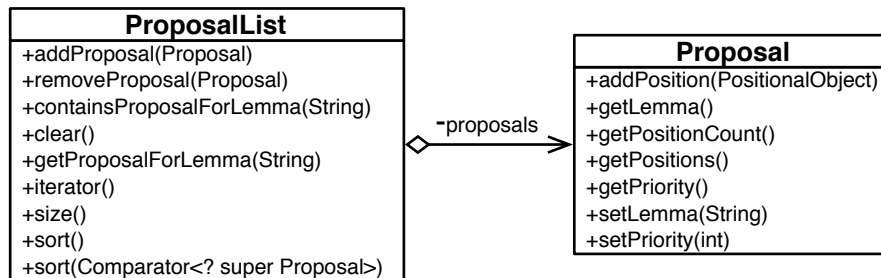 ProposalList
+addProposal(Proposal)
+removeProposal(Proposal)
+containsProposalForLemma(String)
+clear()
+getProposalForLemma(String)
+iterator()
+size()
+sort()
+sort(Comparator<? super Proposal>)
-proposals
Proposal
+addPosition(PositionalObject)
+getLemma()
+getPositionCount()
+getPositions()
+getPriority()
+setLemma(String)
+setPriority(int)